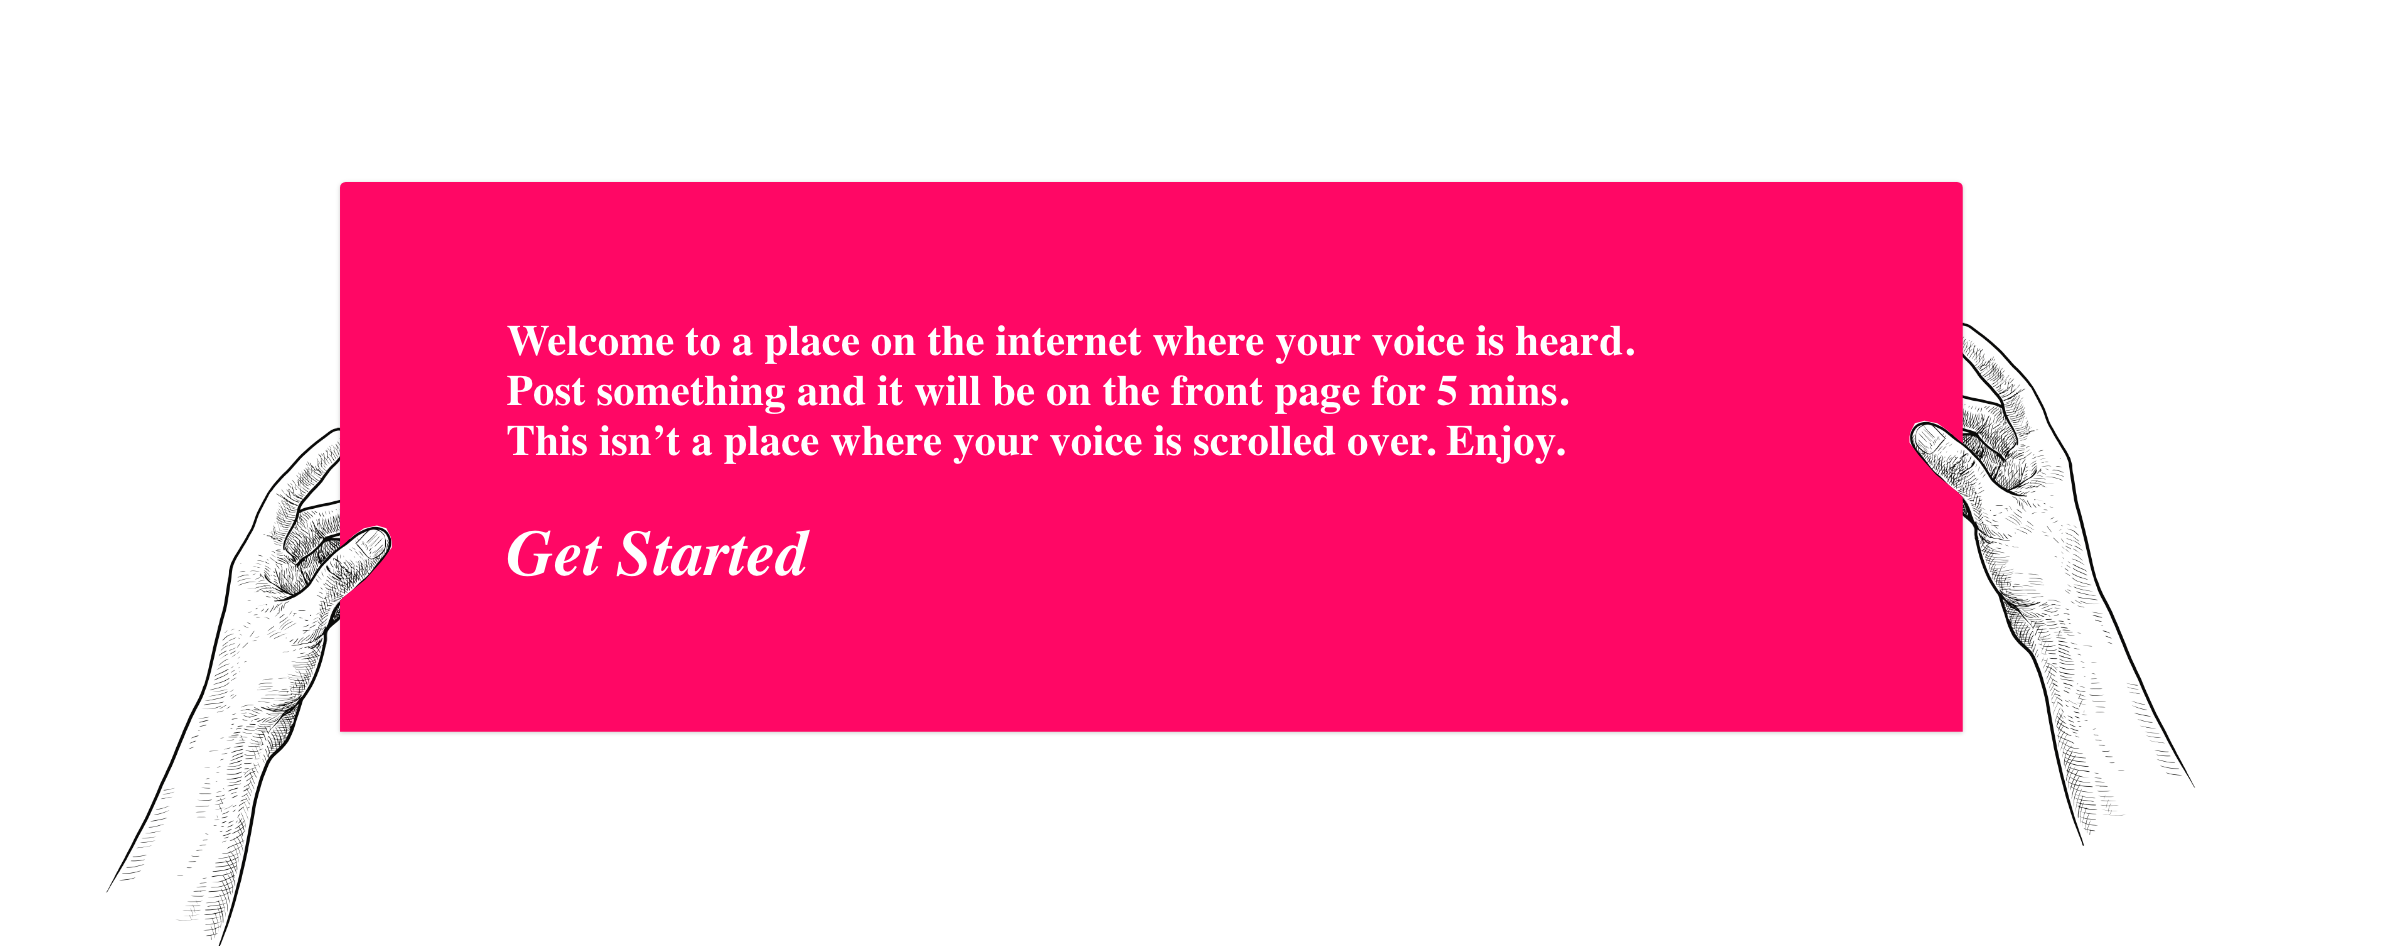 Welcome to a place on the internet where your voice is heard.
Post something and it will be on the front page for 5 mins.
This isn’t a place where your voice is scrolled over. Enjoy.
Get Started